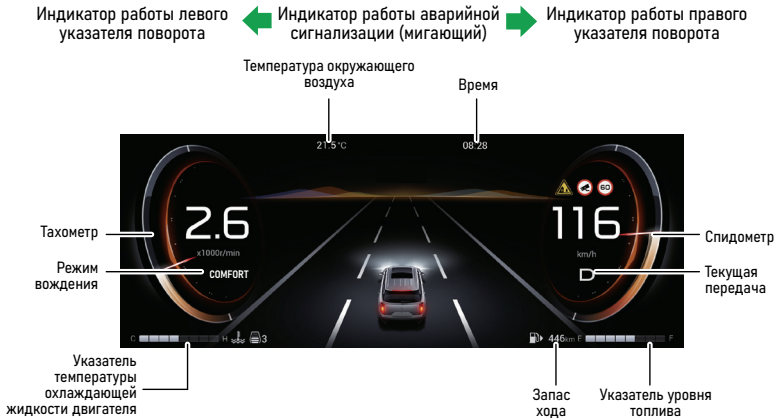 Индикатор работы левого
указателя поворота
Индикатор работы аварийной
сигнализации (мигающий)
Индикатор работы правого
указателя поворота
Температура окружающего
воздуха
Время
21.5°C
08:28
2.6
x1000r/min
COMFORT
60
116
km/h
D
Тахометр
Режим
вождения
Спидометр
Текущая
передача
C H 3
446km E F
Указатель
температуры
охлаждающей
жидкости двигателя
Запас
хода
Указатель уровня
топлива